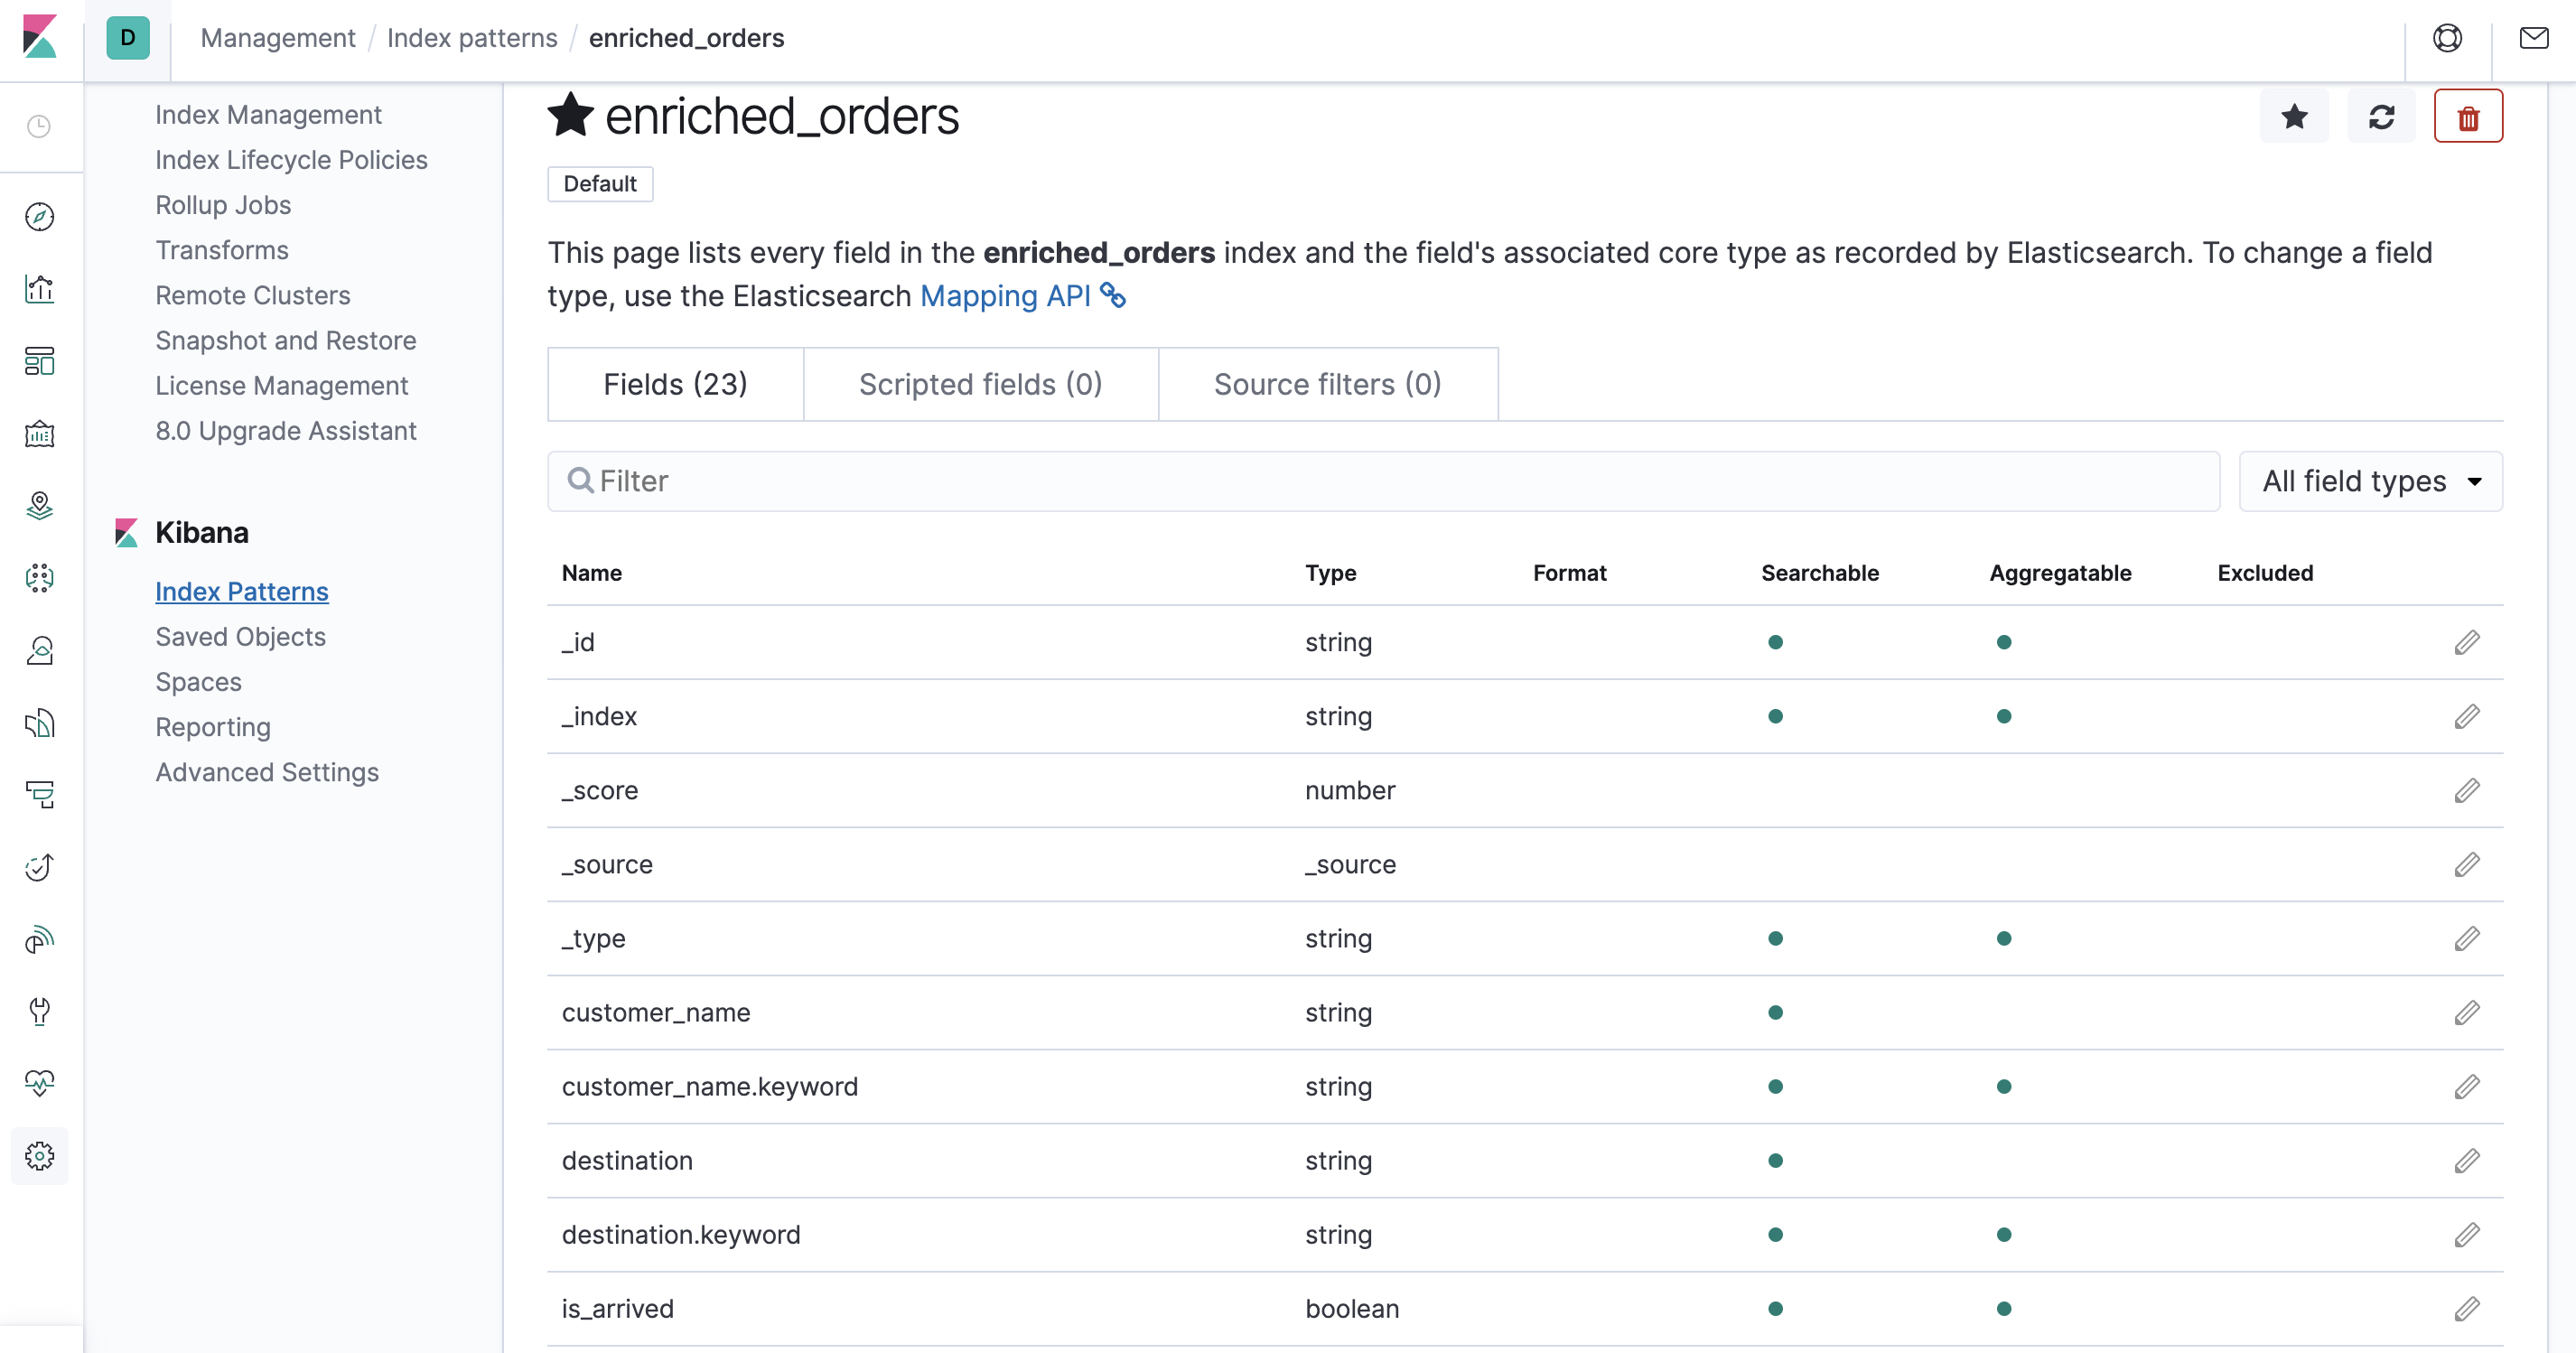 D Management / Index patterns / enriched_orders
Index Management
Index Lifecycle Policies
Rollup Jobs
Transforms
Remote Clusters
Snapshot and Restore
License Management
8.0 Upgrade Assistant
Kibana
Index Patterns
Saved Objects
Spaces
Reporting
Advanced Settings
enriched_orders
Default
This page lists every field in the enriched_orders index and the field's associated core type as recorded by Elasticsearch. To change a field
type, use the Elasticsearch Mapping API
Fields (23) Scripted fields (0) Source filters (0)
Filter All field types
Name Type Format Searchable Aggregatable Excluded
_id string
_index string
_score number
_source _source
_type string
customer_name string
customer_name.keyword string
destination string
destination.keyword string
is_arrived boolean